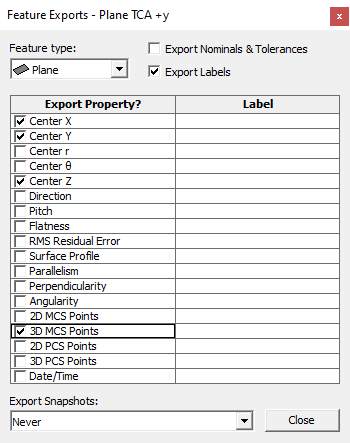 Feature Exports - Plane TCA +y
x
Feature type:
Plane
Export Nominals & Tolerances
Export Labels
Export Property? Label
Center X
Center Y
Center r
Center θ
Center Z
Direction
Pitch
Flatness
RMS Residual Error
Surface Profile
Parallelism
Perpendicularity
Angularity
2D MCS Points
3D MCS Points
2D PCS Points
3D PCS Points
Date/Time
Export Snapshots:
Never
Close